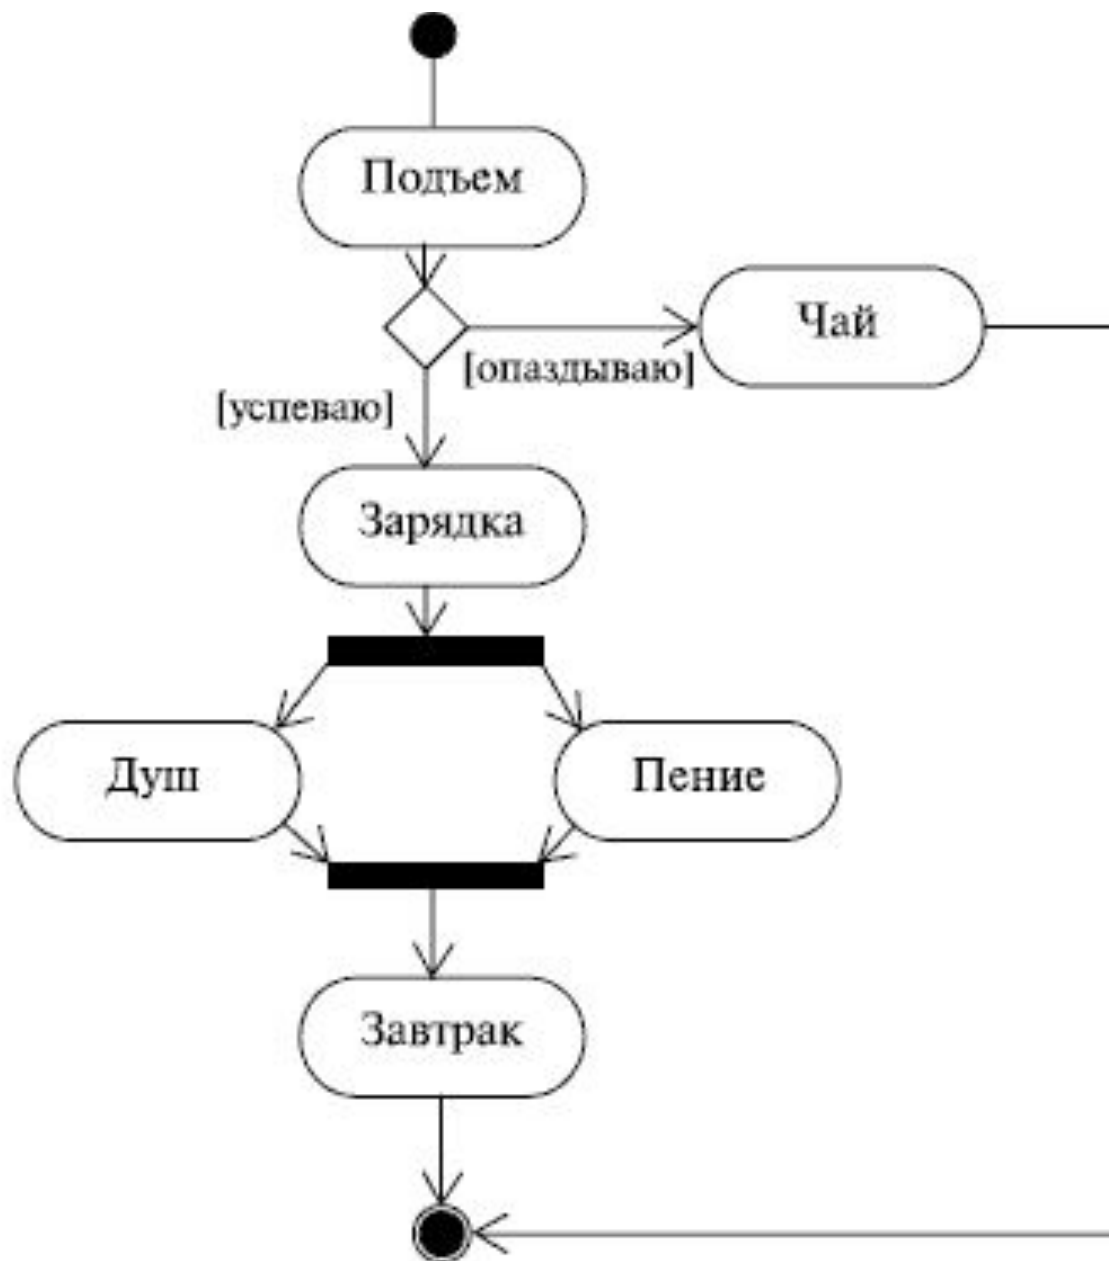 Подъем
Чай
[опаздываю]
[успеваю]
Зарядка
Душ
Пение
Завтрак